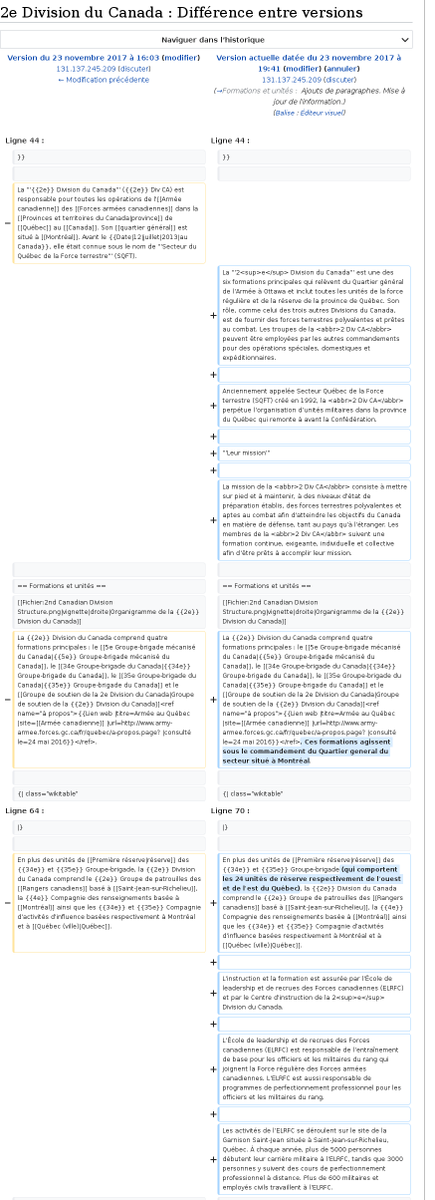 2e Division du Canada : Différence entre versions
Naviguer dans l'historique
Version du 23 novembre 2017 à 16:03 (modifier)
131.137.245.209 (discuter)
← Modification précédente
Version actuelle datée du 23 novembre 2017 à
19:41 (modifier) (annuler)
131.137.245.209 (discuter)
(→Formations et unités : Ajouts de paragraphes. Mise à
jour de l'information.)
(Balise : Éditeur visuel)
Ligne 44 :
Ligne 44 :
}}
}}
−
La '''{{2e}} Division du Canada''' ({{2e}} Div CA) est
responsable pour toutes les opérations de l'[[Armée
canadienne]] des [[Forces armées canadiennes]] dans la
[[Provinces et territoires du Canada|province]] de
[[Québec]] au [[Canada]]. Son [[quartier général]] est
situé à [[Montréal]]. Avant le {{Date|12|juillet|2013|au
Canada}}, elle était connue sous le nom de '''Secteur du
Québec de la Force terrestre''' (SQFT).
+
La '''2<sup>e</sup> Division du Canada''' est une des
six formations principales qui relèvent du Quartier général
de l'Armée à Ottawa et inclut toutes les unités de la force
régulière et de la réserve de la province de Québec. Son
rôle, comme celui des trois autres Divisions du Canada,
est de fournir des forces terrestres polyvalentes et prêtes
au combat. Les troupes de la <abbr>2 Div CA</abbr>
peuvent être employées par les autres commandements
pour des opérations spéciales, domestiques et
expéditionnaires.
+
+
Anciennement appelée Secteur Québec de la Force
terrestre (SQFT) créé en 1992, la <abbr>2 Div CA</abbr>
perpétue l'organisation d'unités militaires dans la province
du Québec qui remonte à avant la Confédération.
+
+
'''Leur mission'''
+
+
La mission de la <abbr>2 Div CA</abbr> consiste à mettre
sur pied et à maintenir, à des niveaux d'état de
préparation établis, des forces terrestres polyvalentes et
aptes au combat afin d'atteindre les objectifs du Canada
en matière de défense, tant au pays qu'à l'étranger. Les
membres de la <abbr>2 Div CA</abbr> suivent une
formation continue, exigeante, individuelle et collective
afin d'être prêts à accomplir leur mission.
== Formations et unités ==
== Formations et unités ==
[[Fichier:2nd Canadian Division
Structure.png|vignette|droite|Organigramme de la {{2e}}
Division du Canada]]
[[Fichier:2nd Canadian Division
Structure.png|vignette|droite|Organigramme de la {{2e}}
Division du Canada]]
−
La {{2e}} Division du Canada comprend quatre
formations principales : le [[5e Groupe-brigade mécanisé
du Canada|{{5e}} Groupe-brigade mécanisé du
Canada]], le [[34e Groupe-brigade du Canada|{{34e}}
Groupe-brigade du Canada]], le [[35e Groupe-brigade du
Canada|{{35e}} Groupe-brigade du Canada]] et le
[[Groupe de soutien de la 2e Division du Canada|Groupe
de soutien de la {{2e}} Division du Canada]]<ref
name="à propos">{{Lien web |titre=Armée au Québec
|site=[[Armée canadienne]] |url=http://www.army-
armee.forces.gc.ca/fr/quebec/a-propos.page? |consulté
le=24 mai 2016}}</ref>.
+
La {{2e}} Division du Canada comprend quatre
formations principales : le [[5e Groupe-brigade mécanisé
du Canada|{{5e}} Groupe-brigade mécanisé du
Canada]], le [[34e Groupe-brigade du Canada|{{34e}}
Groupe-brigade du Canada]], le [[35e Groupe-brigade du
Canada|{{35e}} Groupe-brigade du Canada]] et le
[[Groupe de soutien de la 2e Division du Canada|Groupe
de soutien de la {{2e}} Division du Canada]]<ref
name="à propos">{{Lien web |titre=Armée au Québec
|site=[[Armée canadienne]] |url=http://www.army-
armee.forces.gc.ca/fr/quebec/a-propos.page? |consulté
le=24 mai 2016}}</ref>. Ces formations agissent
sous le commandement du Quartier general du
secteur situé à Montréal.
{| class="wikitable"
{| class="wikitable"
Ligne 64 :
Ligne 70 :
|}
|}
−
En plus des unités de [[Première réserve|réserve]] des
{{34e}} et {{35e}} Groupe-brigade, la {{2e}} Division
du Canada comprend le {{2e}} Groupe de patrouilles des
[[Rangers canadiens]] basé à [[Saint-Jean-sur-Richelieu]],
la {{4e}} Compagnie des renseignements basée à
[[Montréal]] ainsi que les {{34e}} et {{35e}} Compagnie
d'activités d'influence basées respectivement à Montréal
et à [[Québec (ville)|Québec]].
+
En plus des unités de [[Première réserve|réserve]] des
{{34e}} et {{35e}} Groupe-brigade (qui comportent
les 24 unités de réserve respectivement de l'ouest
et de l'est du Québec), la {{2e}} Division du Canada
comprend le {{2e}} Groupe de patrouilles des [[Rangers
canadiens]] basé à [[Saint-Jean-sur-Richelieu]], la {{4e}}
Compagnie des renseignements basée à [[Montréal]] ainsi
que les {{34e}} et {{35e}} Compagnie d'activités
d'influence basées respectivement à Montréal et à
[[Québec (ville)|Québec]].
+
+
L'instruction et la formation est assurée par l'École de
leadership et de recrues des Forces canadiennes (ELRFC)
et par le Centre d'instruction de la 2<sup>e</sup>
Division du Canada.
+
+
L'École de leadership et de recrues des Forces
canadiennes (ELRFC) est responsable de l'entraînement
de base pour les officiers et les militaires du rang qui
joignent la Force régulière des Forces armées
canadiennes. L'ELRFC est aussi responsable de
programmes de perfectionnement professionnel pour les
officiers et les militaires du rang.
+
+
Les activités de l'ELRFC se déroulent sur le site de la
Garnison Saint-Jean située à Saint-Jean-sur-Richelieu,
Québec. À chaque année, plus de 5000 personnes
débutent leur carrière militaire à l'ELRFC, tandis que 3000
personnes y suivent des cours de perfectionnement
professionnel à distance. Plus de 600 militaires et
employés civils travaillent à l'ELRFC.